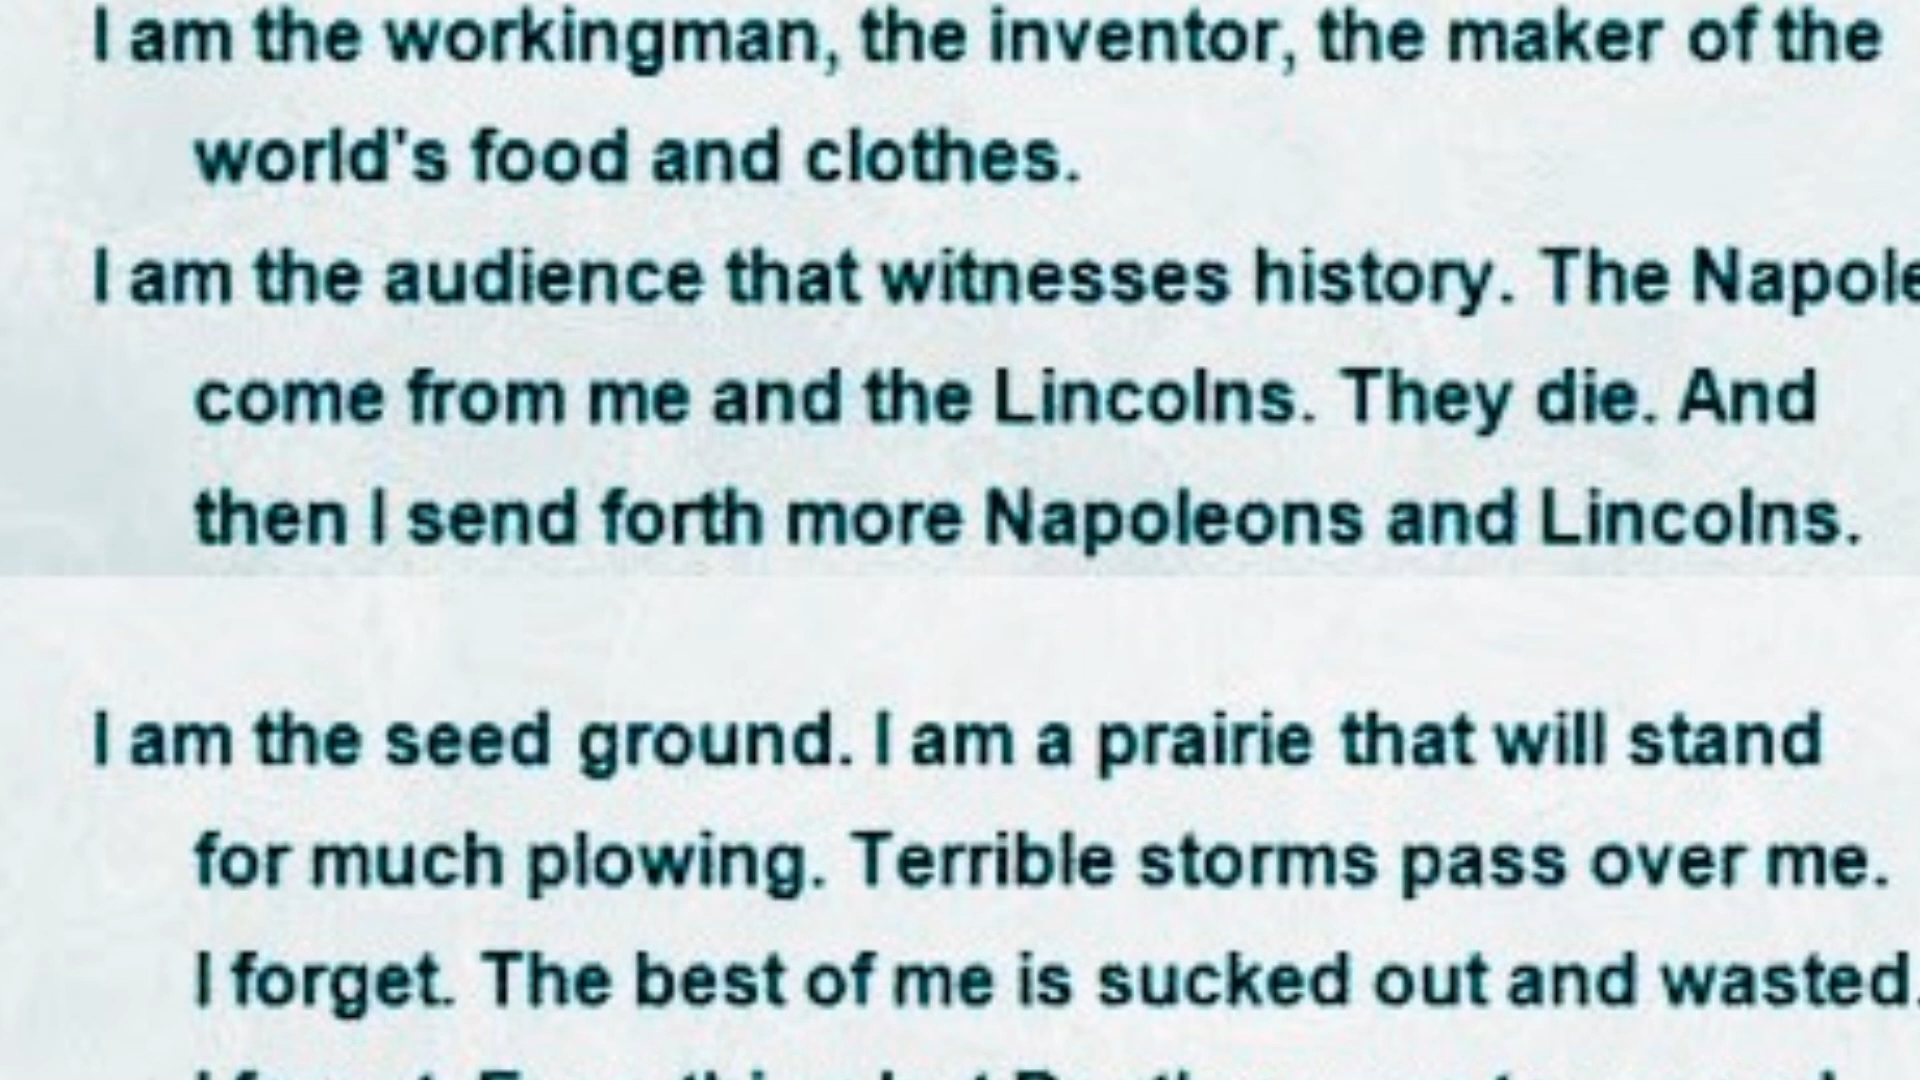 I am the workingman, the inventor, the maker of the
world's food and clothes.
I am the audience that witnesses history. The Napole
come from me and the Lincolns. They die. And
then I send forth more Napoleons and Lincolns.
I am the seed ground. I am a prairie that will stand
for much plowing. Terrible storms pass over me.
I forget. The best of me is sucked out and wasted.